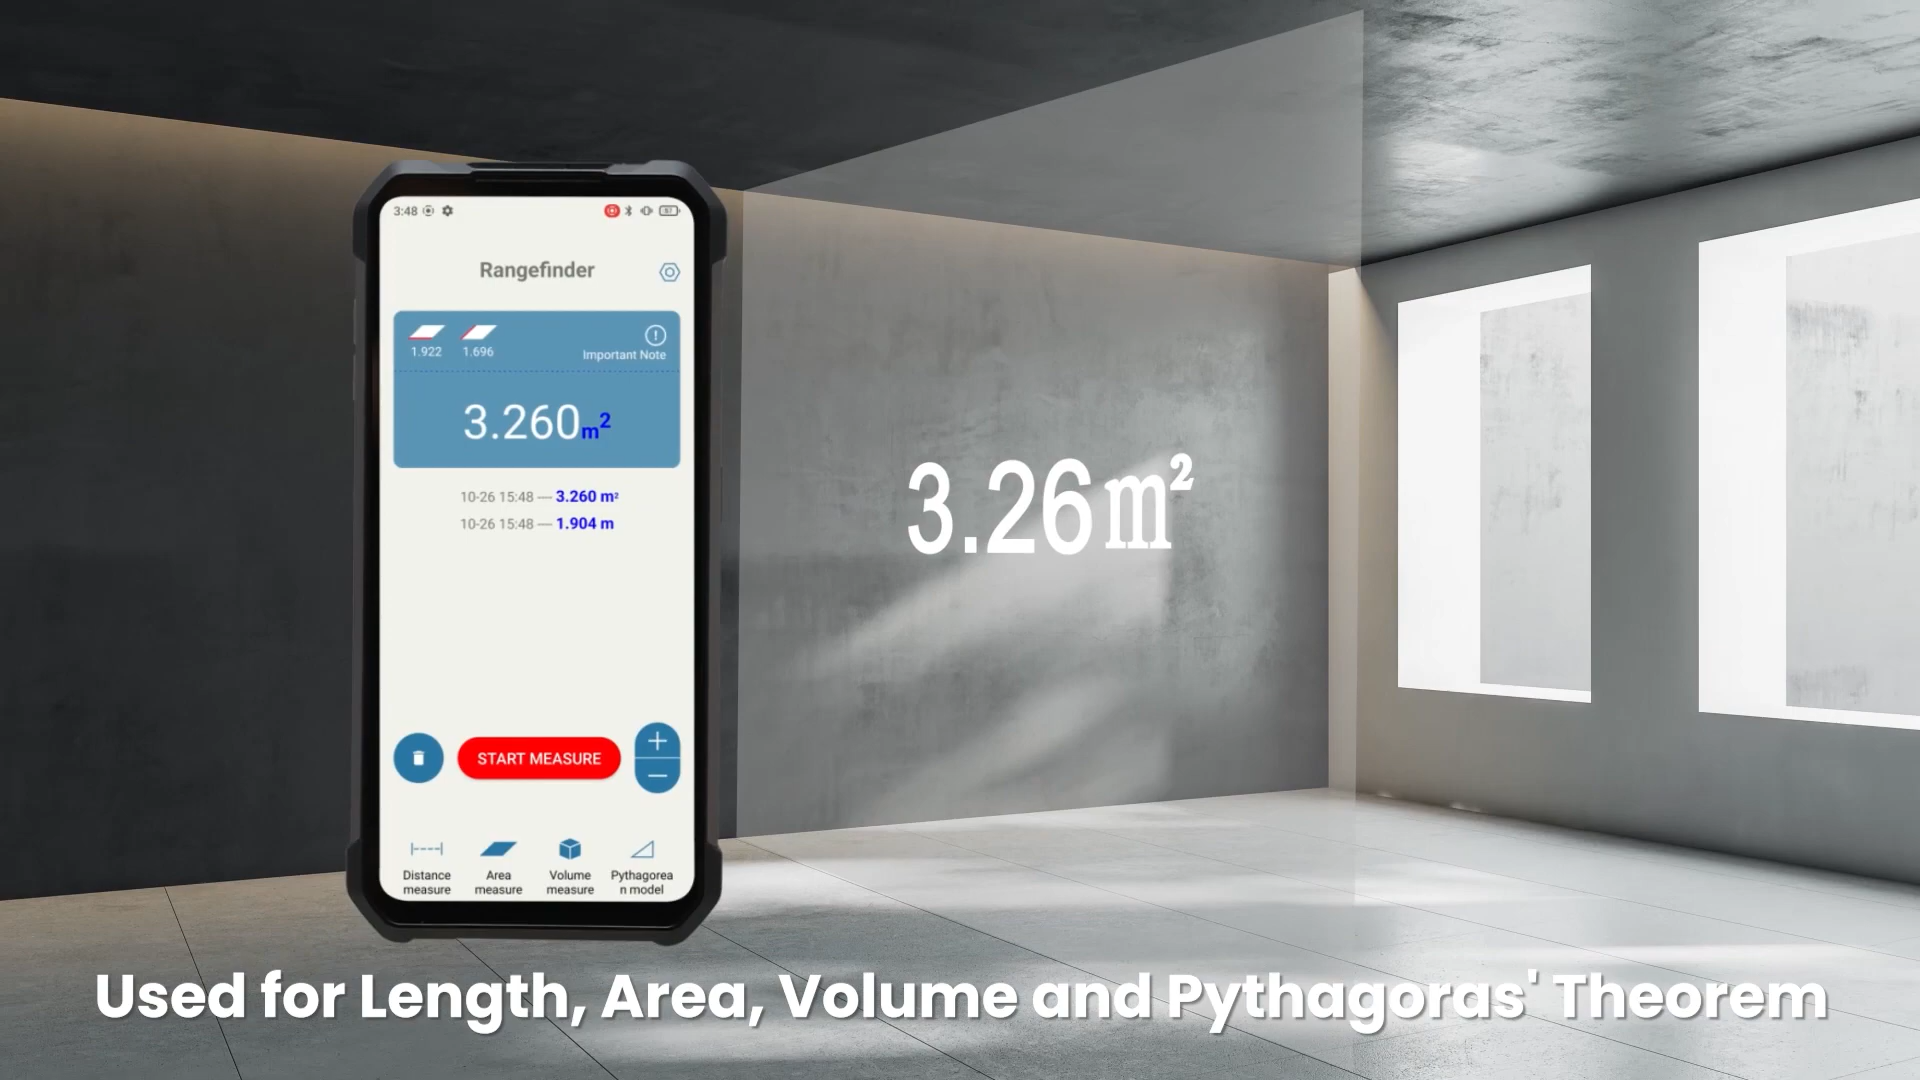 3:48
57
Rangefinder
1.922 1.696
Important Note
3.260m²
10-26 15:48 — 3.260 m²
10-26 15:48 — 1.904 m
START MEASURE
Distance measure
Area measure
Volume measure
Pythagorea
n model
3.26m²
Used for Length, Area, Volume and Pythagoras' Theorem